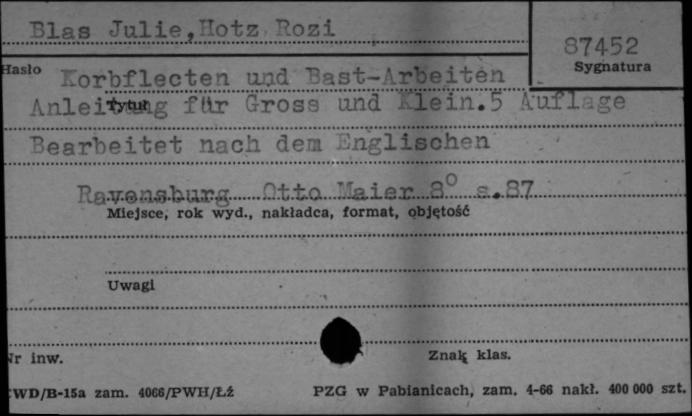 Blas Julie, Hotz Rozi
87452
Sygnatura
Hasło
Korbflecten und Bast-Arbeiten
Anleitung für Gross und Klein.5 Auflage
Tytuł
Bearbeitet nach dem Englischen
Ravensburg Otto Maier 8° s.87
Miejsce, rok wyd., nakładca, format, objętość
Uwagi
Nr inw.
Znak klas.
CWD/B-15a zam. 4066/PWH/Łź
PZG w Pabianicach, zam. 4-66 nakł. 400 000 szt.